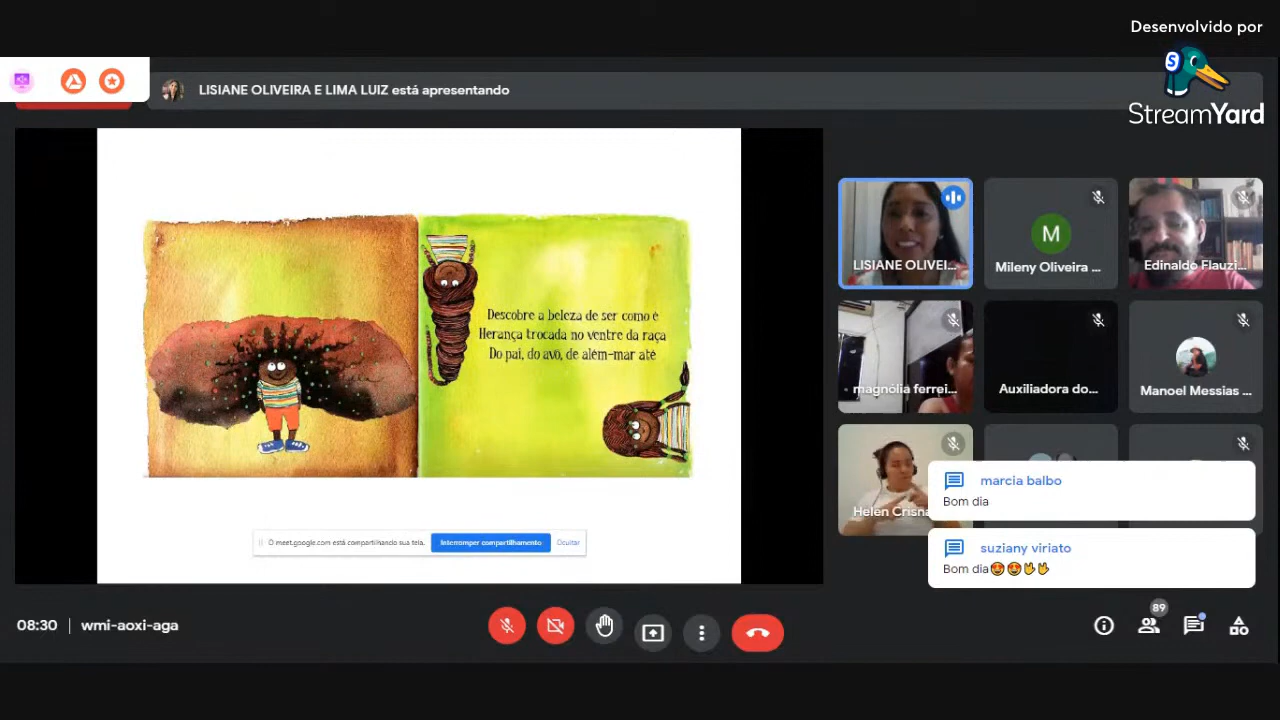 Desenvolvido por
StreamYard
LISIANE OLIVEIRA E LIMA LUIZ está apresentando
Descobre a beleza de ser como é
Herança trocada no ventre da raça
Do pai, do avô, de além-mar até
O meet.google.com está compartilhando sua tela.
Interromper compartilhamento
Ocultar
LISIANE OLIVEI...
M
Mileny Oliveira ...
Edinaldo Flauzi...
magnólia ferrei...
Auxiliadora do...
Manoel Messias ...
Helen Crisna
marcia balbo
Bom dia
suziany viriato
Bom dia😍😍🤟🤟
08:30 | wmi-aoxi-aga
89